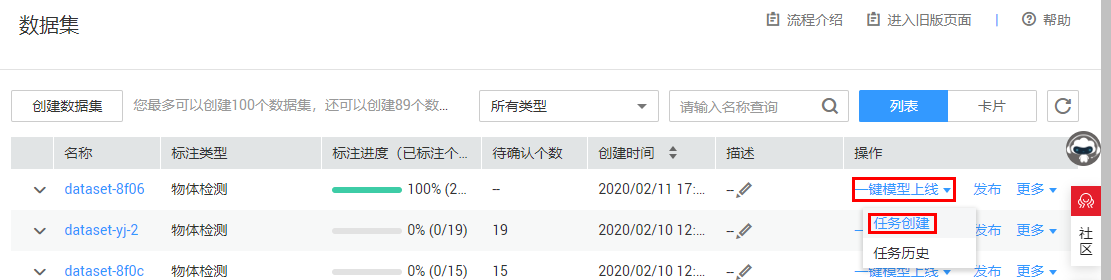 数据集
流程介绍 进入旧版页面 | 帮助
创建数据集 您最多可以创建100个数据集，还可以创建89个数... 所有类型 请输入名称查询 列表 卡片
名称 标注类型 标注进度（已标注个... 待确认个数 创建时间 描述 操作
dataset-8f06 物体检测 100% (2... -- 2020/02/11 17:... -- 一键模型上线 发布 更多
dataset-yj-2 物体检测 0% (0/19) 19 2020/02/10 12:... -- 任务创建 发布 更多
任务历史
dataset-8f0c 物体检测 0% (0/15) 15 2020/02/10 12:... -- 一键模型上线 发布 更多
社区